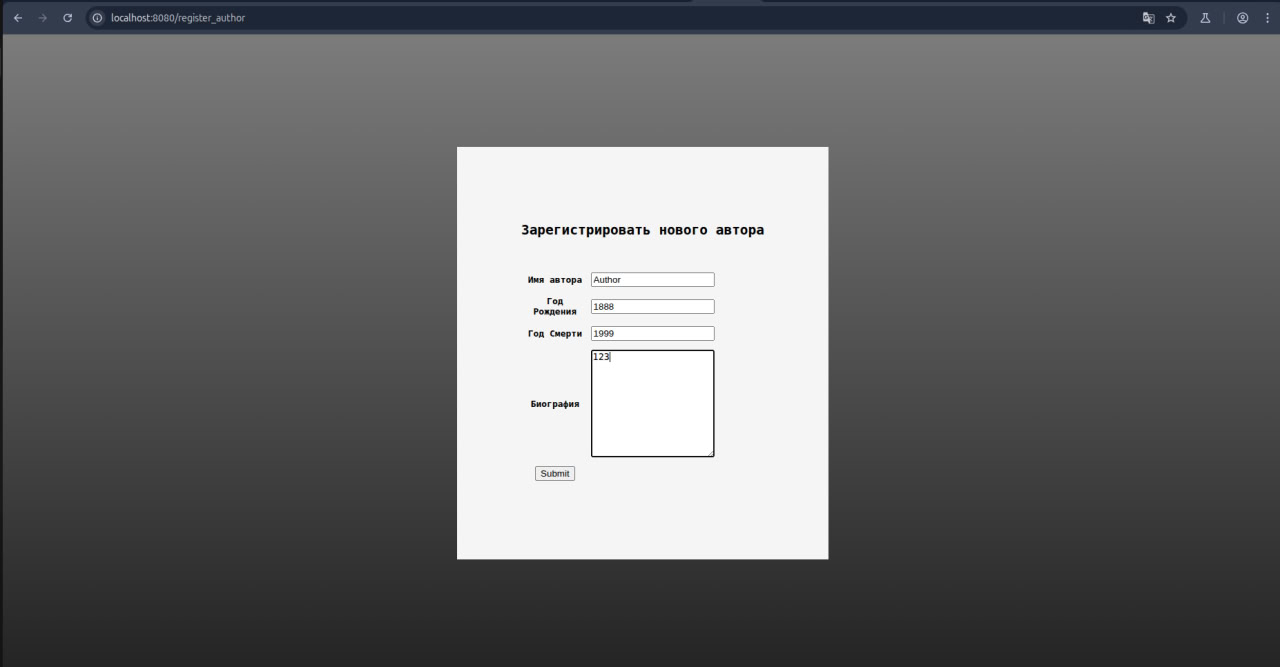 localhost:8080/register_author
Зарегистрировать нового автора
Имя автора Author
Год
Рождения 1888
Год Смерти 1999
123
Биография
Submit